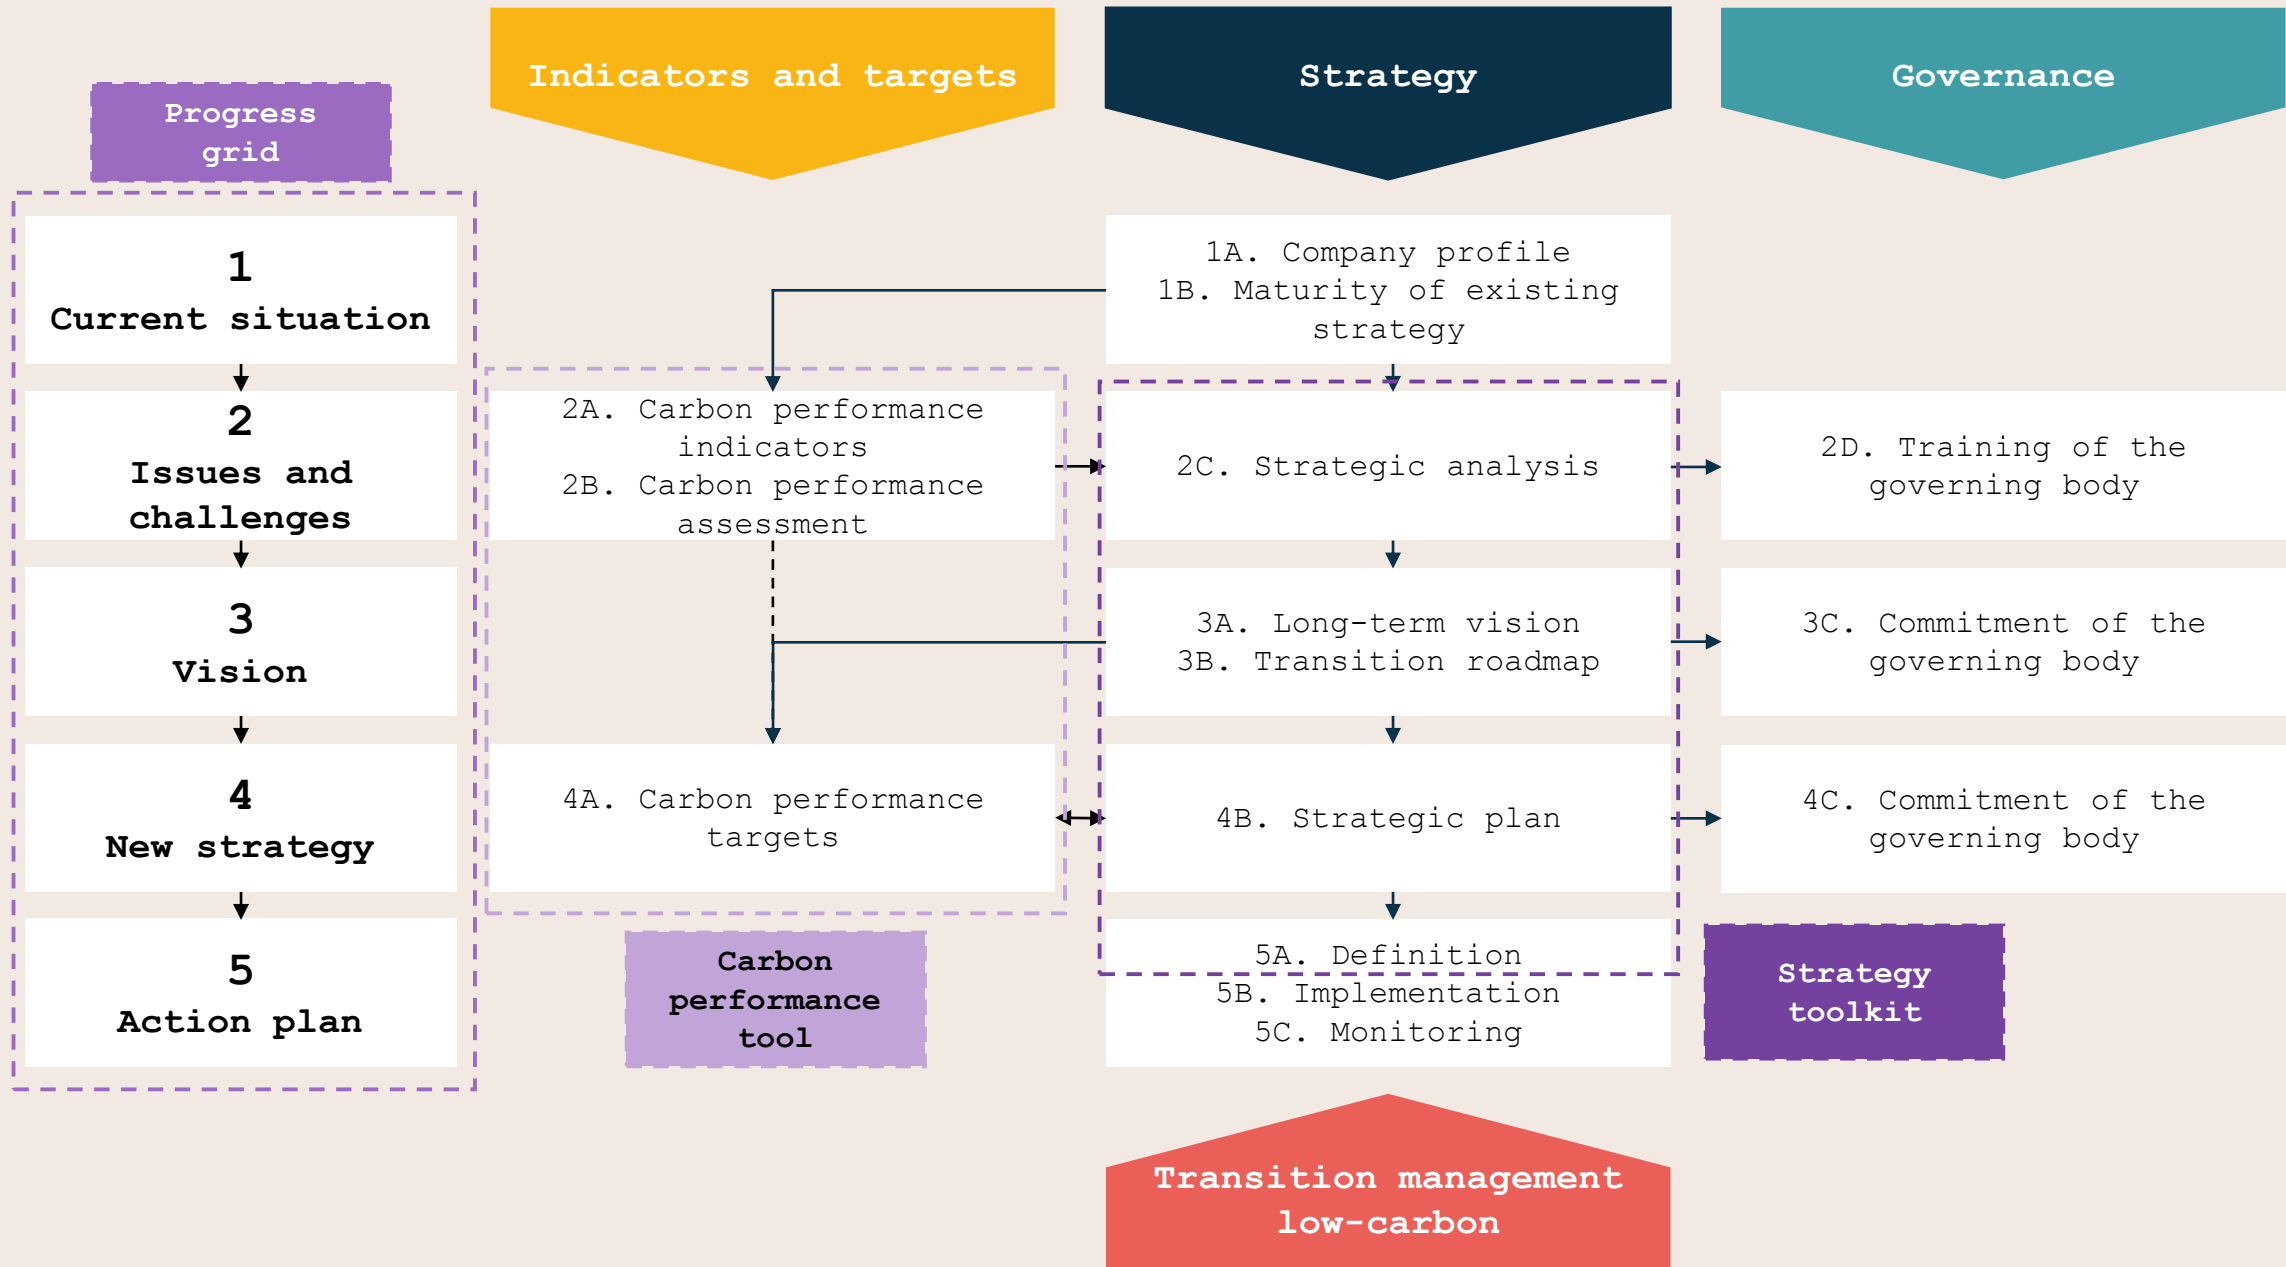 Indicators and targets
Strategy
Governance
Progress
grid
1
Current situation
1A. Company profile
1B. Maturity of existing
strategy
2
Issues and
challenges
2A. Carbon performance
indicators
2B. Carbon performance
assessment
2C. Strategic analysis
2D. Training of the
governing body
3
Vision
3A. Long-term vision
3B. Transition roadmap
3C. Commitment of the
governing body
4
New strategy
4A. Carbon performance
targets
4B. Strategic plan
4C. Commitment of the
governing body
5
Action plan
Carbon
performance
tool
5A. Definition
5B. Implementation
5C. Monitoring
Strategy
toolkit
Transition management
low-carbon